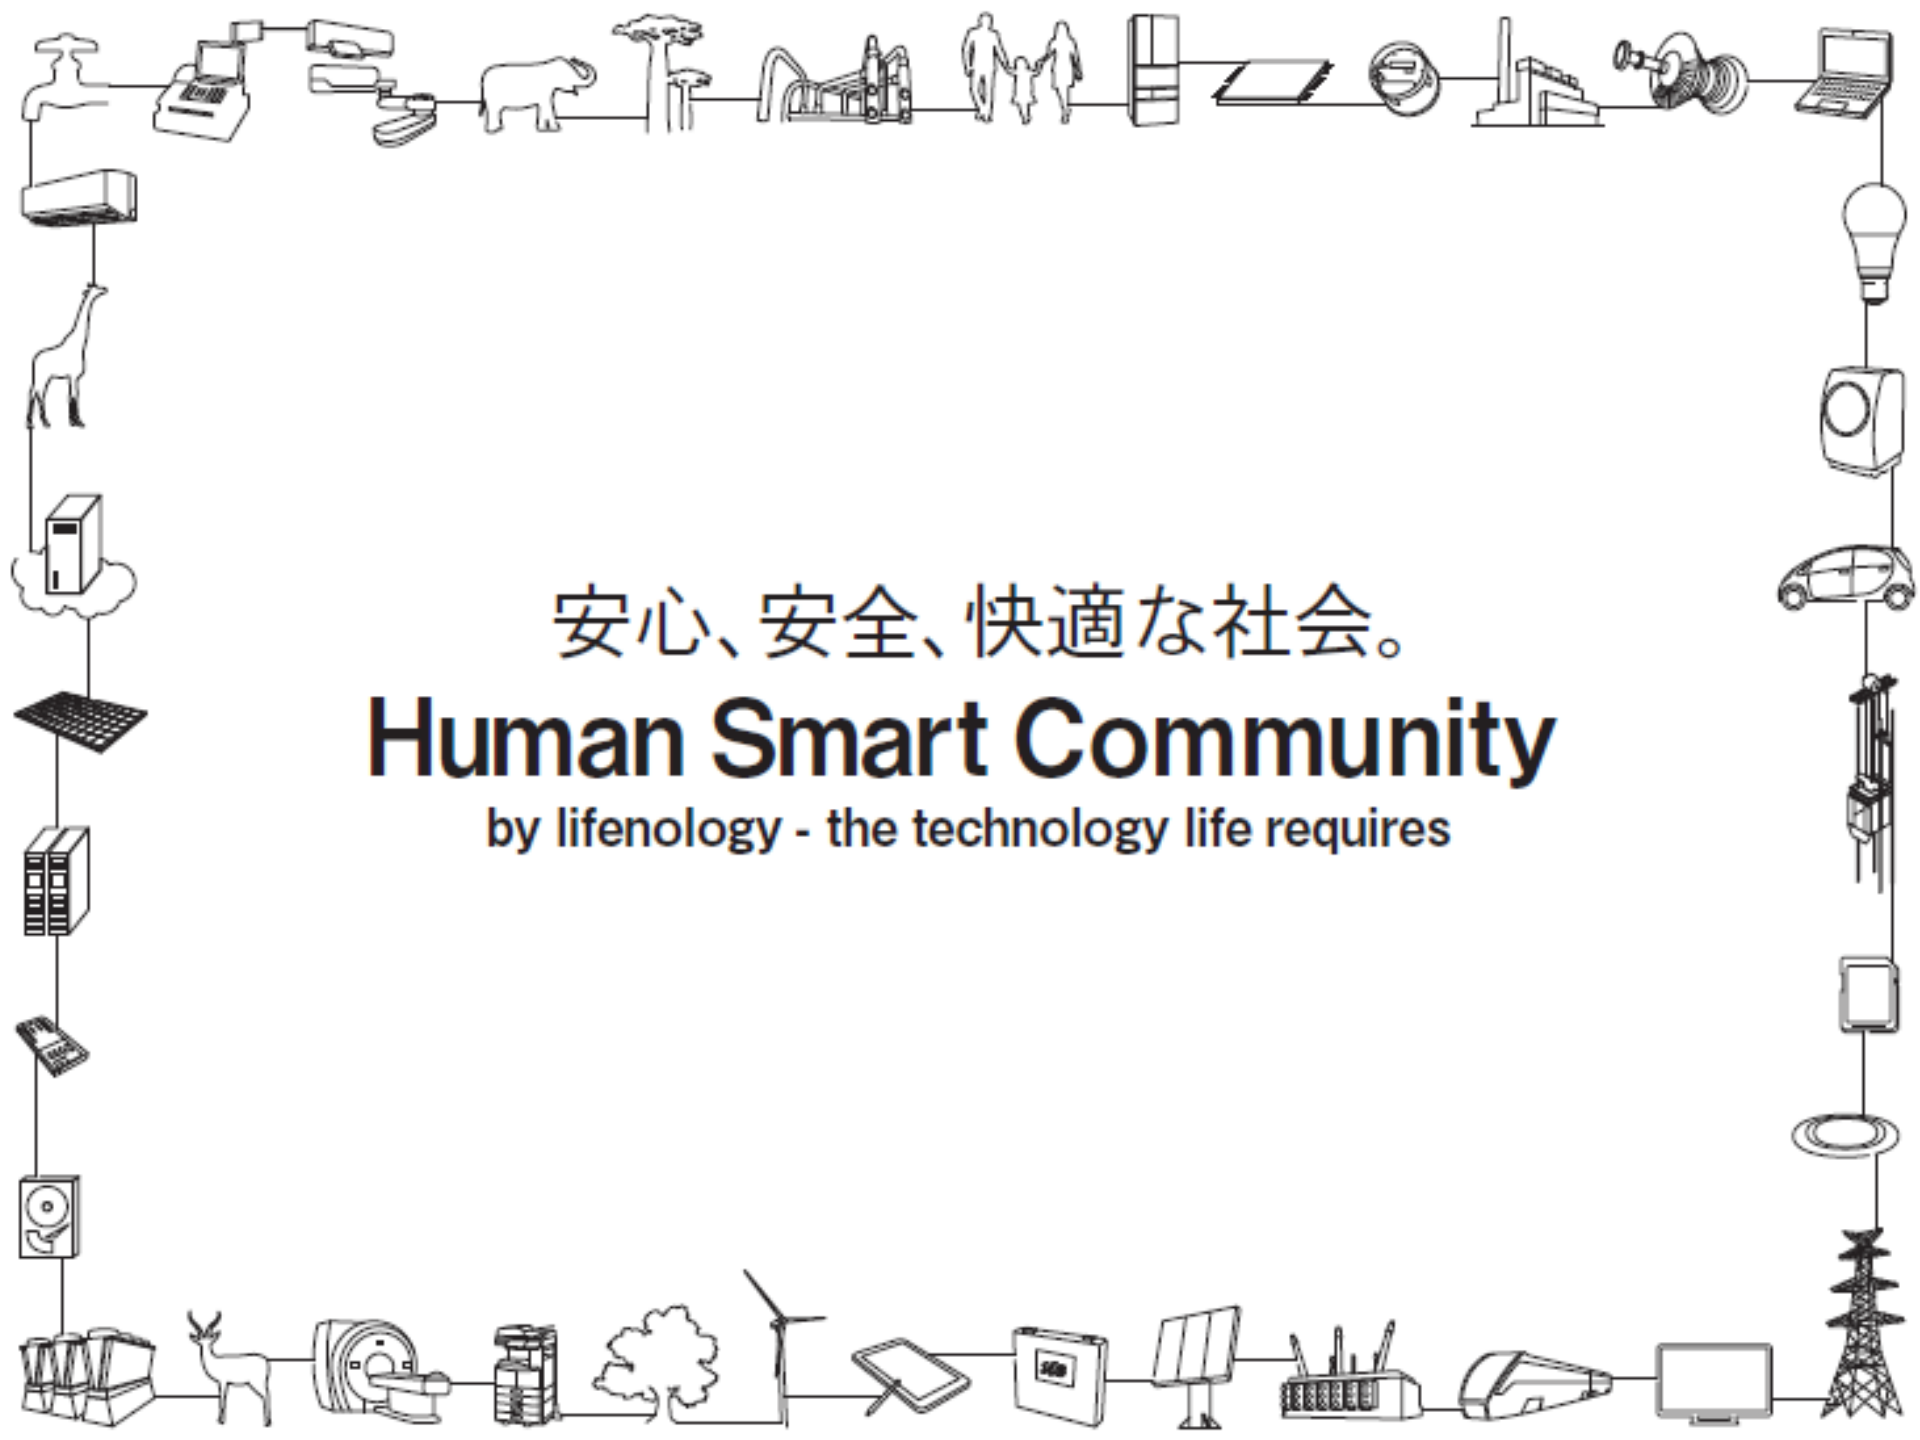 安心、安全、快適な社会。
Human Smart Community
by lifenology - the technology life requires